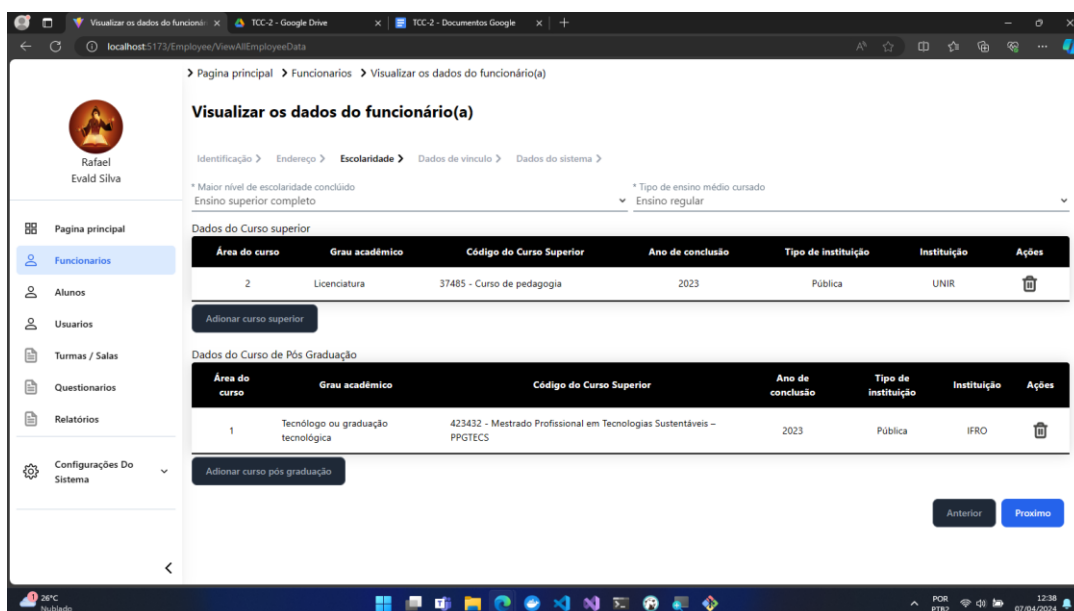 Visualizar os dados do funcionári
TCC-2 - Google Drive
TCC-2 - Documentos Google
localhost:5173/Employee/ViewAllEmployeeData
Pagina principal > Funcionarios > Visualizar os dados do funcionário(a)
Rafael
Evald Silva
Pagina principal
Funcionarios
Alunos
Usuarios
Turmas / Salas
Questionarios
Relatórios
Configurações Do
Sistema
Visualizar os dados do funcionário(a)
Identificação > Endereço > Escolaridade > Dados de vinculo > Dados do sistema >
* Maior nível de escolaridade conclúido
Ensino superior completo
* Tipo de ensino médio cursado
Ensino regular
Dados do Curso superior
Área do curso Grau acadêmico Código do Curso Superior Ano de conclusão Tipo de instituição Instituição Ações
2 Licenciatura 37485 - Curso de pedagogia 2023 Pública UNIR
Adionar curso superior
Dados do Curso de Pós Graduação
Área do
curso
Grau acadêmico
Código do Curso Superior
Ano de
conclusão
Tipo de
instituição
Instituição
Ações
1
Tecnólogo ou graduação
tecnológica
423432 - Mestrado Profissional em Tecnologias Sustentáveis –
PPGTECS
2023
Pública
IFRO
Adionar curso pós graduação
Anterior
Proximo
1
26°C
Nublado
POR
PTB2
12:38
07/04/2024